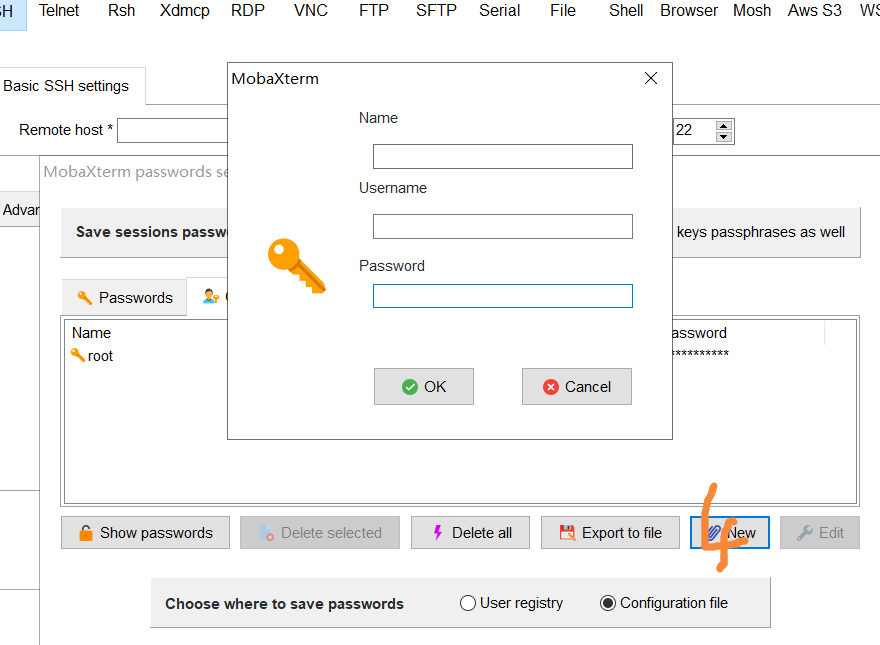 SH Telnet Rsh Xdmcp RDP VNC FTP SFTP Serial File Shell Browser Mosh Aws S3 WS
MobaXterm
Basic SSH settings
Name
Remote host * 22
MobaXterm passwords se
Username
Advan
Save sessions passw keys passphrases as well
Password
Passwords
Name assword
root **********
OK Cancel
Show passwords Delete selected Delete all Export to file New Edit
4
Choose where to save passwords User registry Configuration file